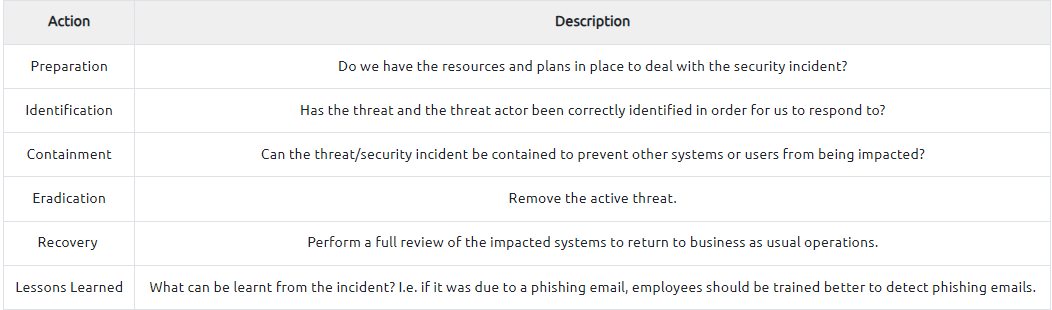 Action Description
Preparation Do we have the resources and plans in place to deal with the security incident?
Identification Has the threat and the threat actor been correctly identified in order for us to respond to?
Containment Can the threat/security incident be contained to prevent other systems or users from being impacted?
Eradication Remove the active threat.
Recovery Perform a full review of the impacted systems to return to business as usual operations.
Lessons Learned What can be learnt from the incident? I.e. if it was due to a phishing email, employees should be trained better to detect phishing emails.